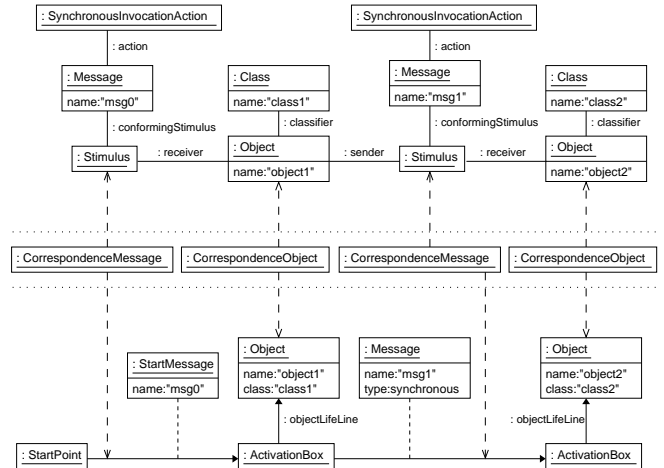 : SynchronousInvocationAction
: SynchronousInvocationAction
: action
: action
: Message
name:"msg0"
: Class
name:"class1"
: Message
name:"msg1"
: Class
name:"class2"
: conformingStimulus
: classifier
: conformingStimulus
: classifier
: Stimulus
: receiver
: Object
name:"object1"
: sender
: Stimulus
: receiver
: Object
name:"object2"
: CorrespondenceMessage
: CorrespondenceObject
: CorrespondenceMessage
: CorrespondenceObject
: StartMessage
name:"msg0"
: Object
name:"object1"
class:"class1"
: Message
name:"msg1"
type:synchronous
: Object
name:"object2"
class:"class2"
: objectLifeLine
: objectLifeLine
: StartPoint
: ActivationBox
: ActivationBox